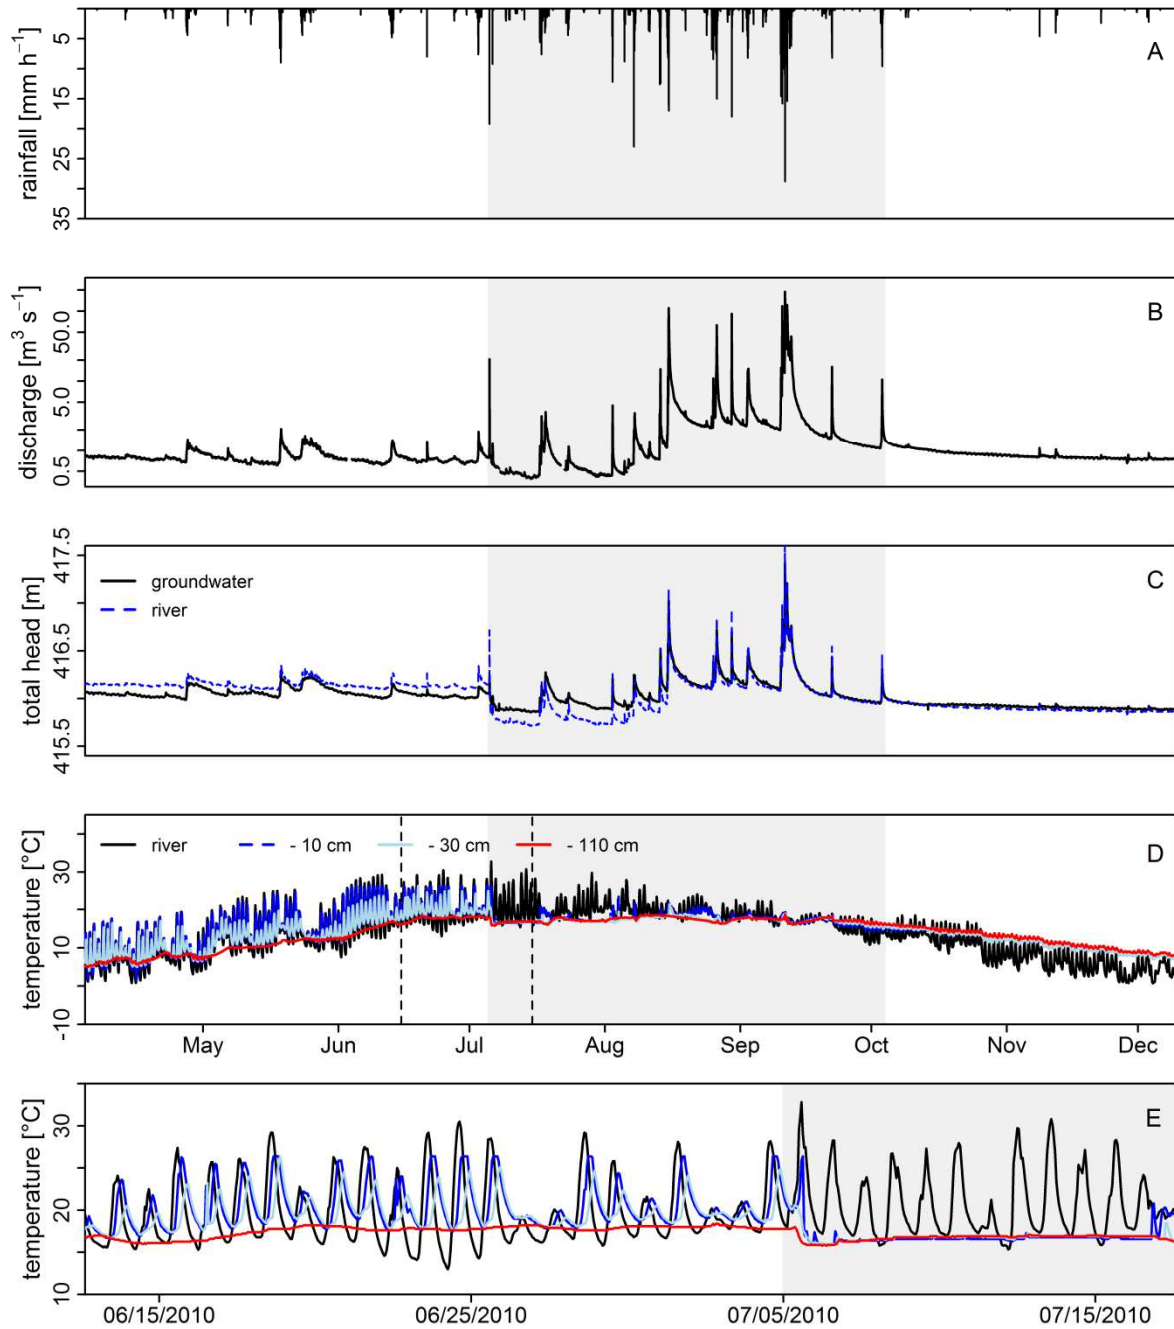 A
rainfall [mm h⁻¹]
5
15
25
35
B
discharge [m³ s⁻¹]
50.0
5.0
0.5
C
total head [m]
417.5
416.5
415.5
groundwater
river
D
temperature [°C]
30
10
-10
river - 10 cm - 30 cm - 110 cm
May Jun Jul Aug Sep Oct Nov Dec
E
temperature [°C]
30
20
10
06/15/2010 06/25/2010 07/05/2010 07/15/2010